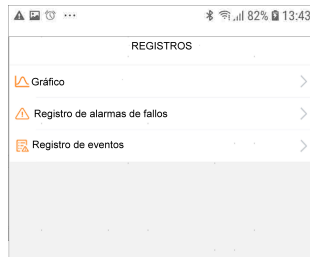 82% 13:43
REGISTROS
Gráfico
Registro de alarmas de fallos
Registro de eventos